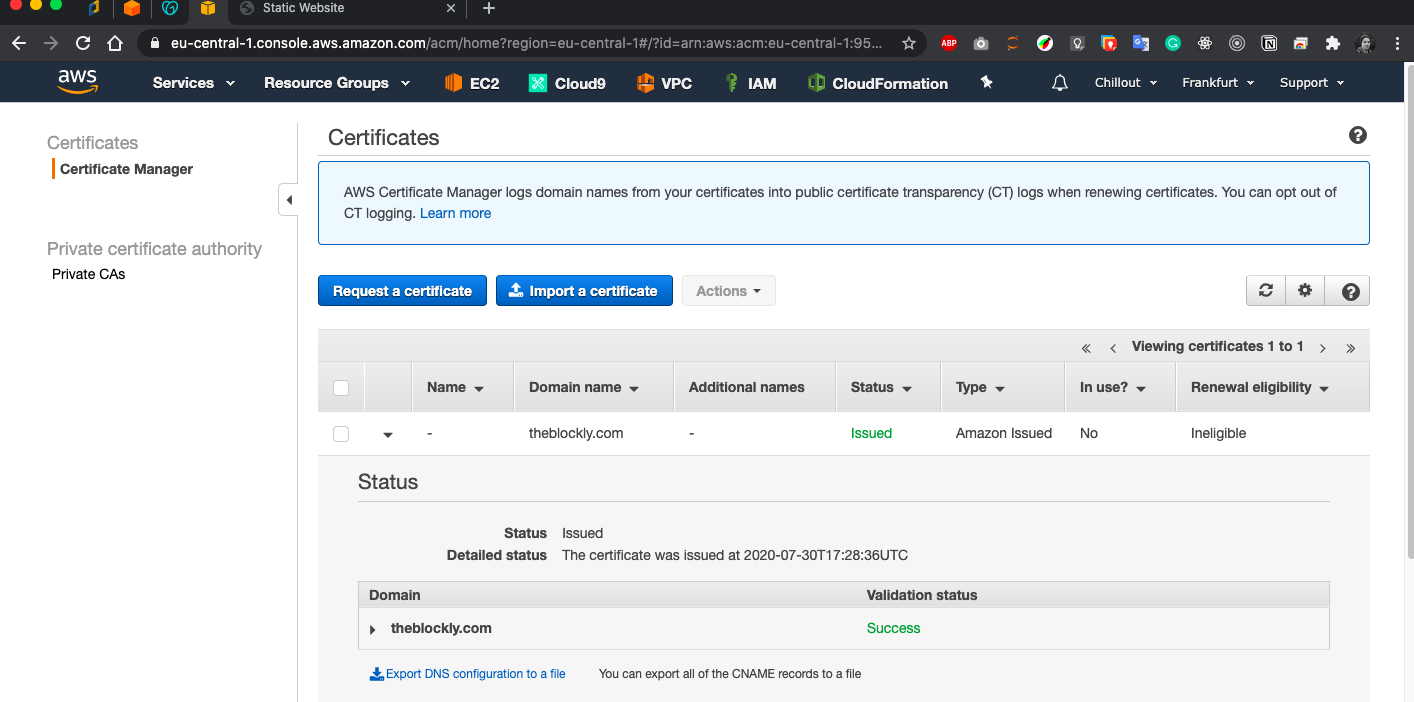 Static Website
eu-central-1.console.aws.amazon.com/acm/home?region=eu-central-1#/?id=arn:aws:acm:eu-central-1:95...
ABP
aws
Services
Resource Groups
EC2
Cloud9
VPC
IAM
CloudFormation
Chillout
Frankfurt
Support
Certificates
Certificate Manager
Private certificate authority
Private CAs
Certificates
AWS Certificate Manager logs domain names from your certificates into public certificate transparency (CT) logs when renewing certificates. You can opt out of
CT logging. Learn more
Request a certificate
Import a certificate
Actions
« ‹ Viewing certificates 1 to 1 › »
Name Domain name Additional names Status Type In use? Renewal eligibility
- theblockly.com - Issued Amazon Issued No Ineligible
Status
Status Issued
Detailed status The certificate was issued at 2020-07-30T17:28:36UTC
Domain Validation status
theblockly.com Success
Export DNS configuration to a file You can export all of the CNAME records to a file